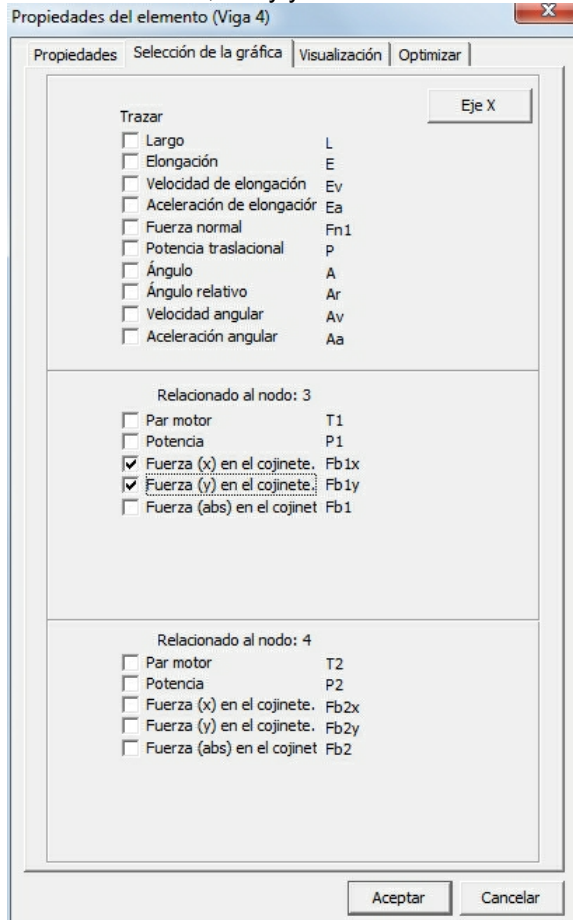 Propiedades del elemento (Viga 4)
Propiedades Selección de la gráfica Visualización Optimizar
Eje X
Trazar
Largo L
Elongación E
Velocidad de elongación Ev
Aceleración de elongación Ea
Fuerza normal Fn1
Potencia traslacional P
Ángulo A
Ángulo relativo Ar
Velocidad angular Av
Aceleración angular Aa
Relacionado al nodo: 3
Par motor T1
Potencia P1
Fuerza (x) en el cojinete. Fb1x
Fuerza (y) en el cojinete. Fb1y
Fuerza (abs) en el cojinet Fb1
Relacionado al nodo: 4
Par motor T2
Potencia P2
Fuerza (x) en el cojinete. Fb2x
Fuerza (y) en el cojinete. Fb2y
Fuerza (abs) en el cojinet Fb2
Aceptar Cancelar